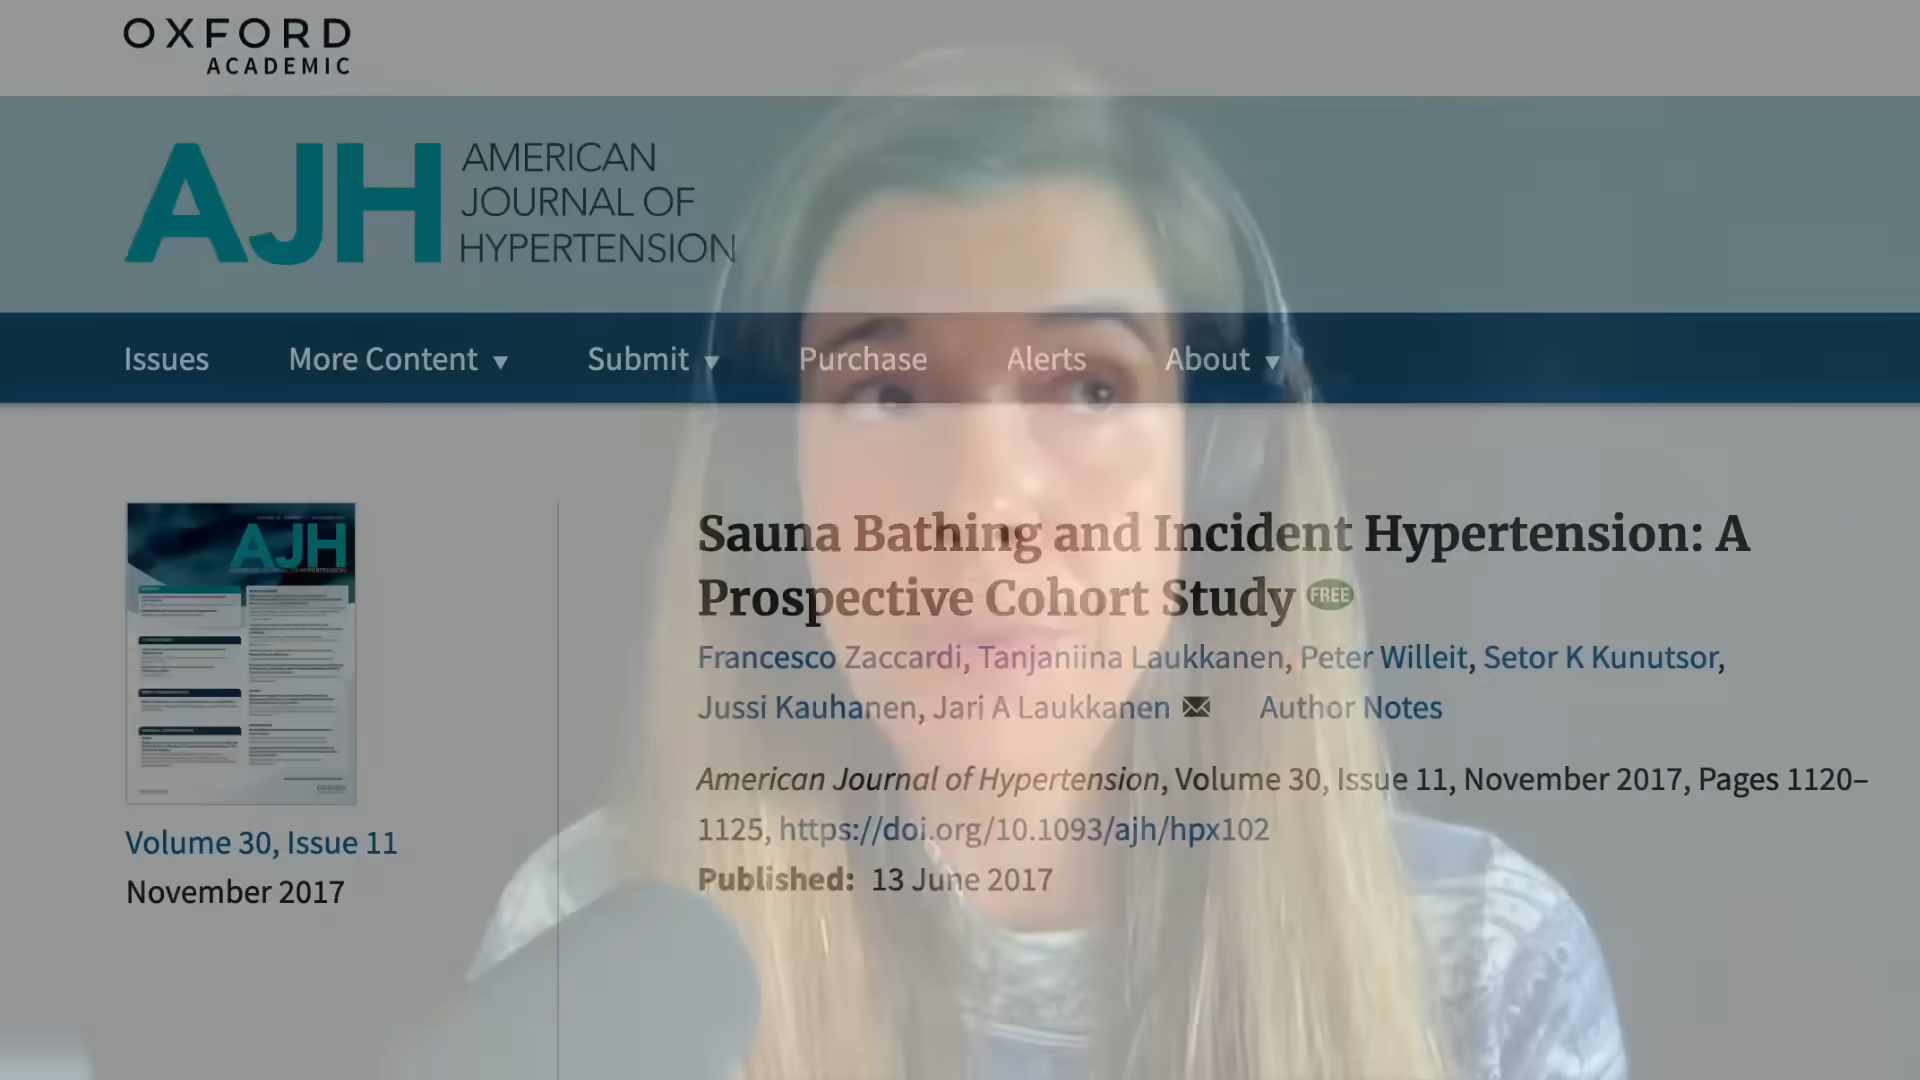 OXFORD
ACADEMIC
AJH
AMERICAN
JOURNAL OF
HYPERTENSION
Issues
More Content ▼
Submit ▼
Purchase
Alerts
About ▼
AJH
Volume 30, Issue 11
November 2017
Sauna Bathing and Incident Hypertension: A
Prospective Cohort Study FREE
Francesco Zaccardi, Tanjaniina Laukkanen, Peter Willeit, Setor K Kunutsor,
Jussi Kauhanen, Jari A Laukkanen ✉ Author Notes
American Journal of Hypertension, Volume 30, Issue 11, November 2017, Pages 1120–
1125, https://doi.org/10.1093/ajh/hpx102
Published: 13 June 2017